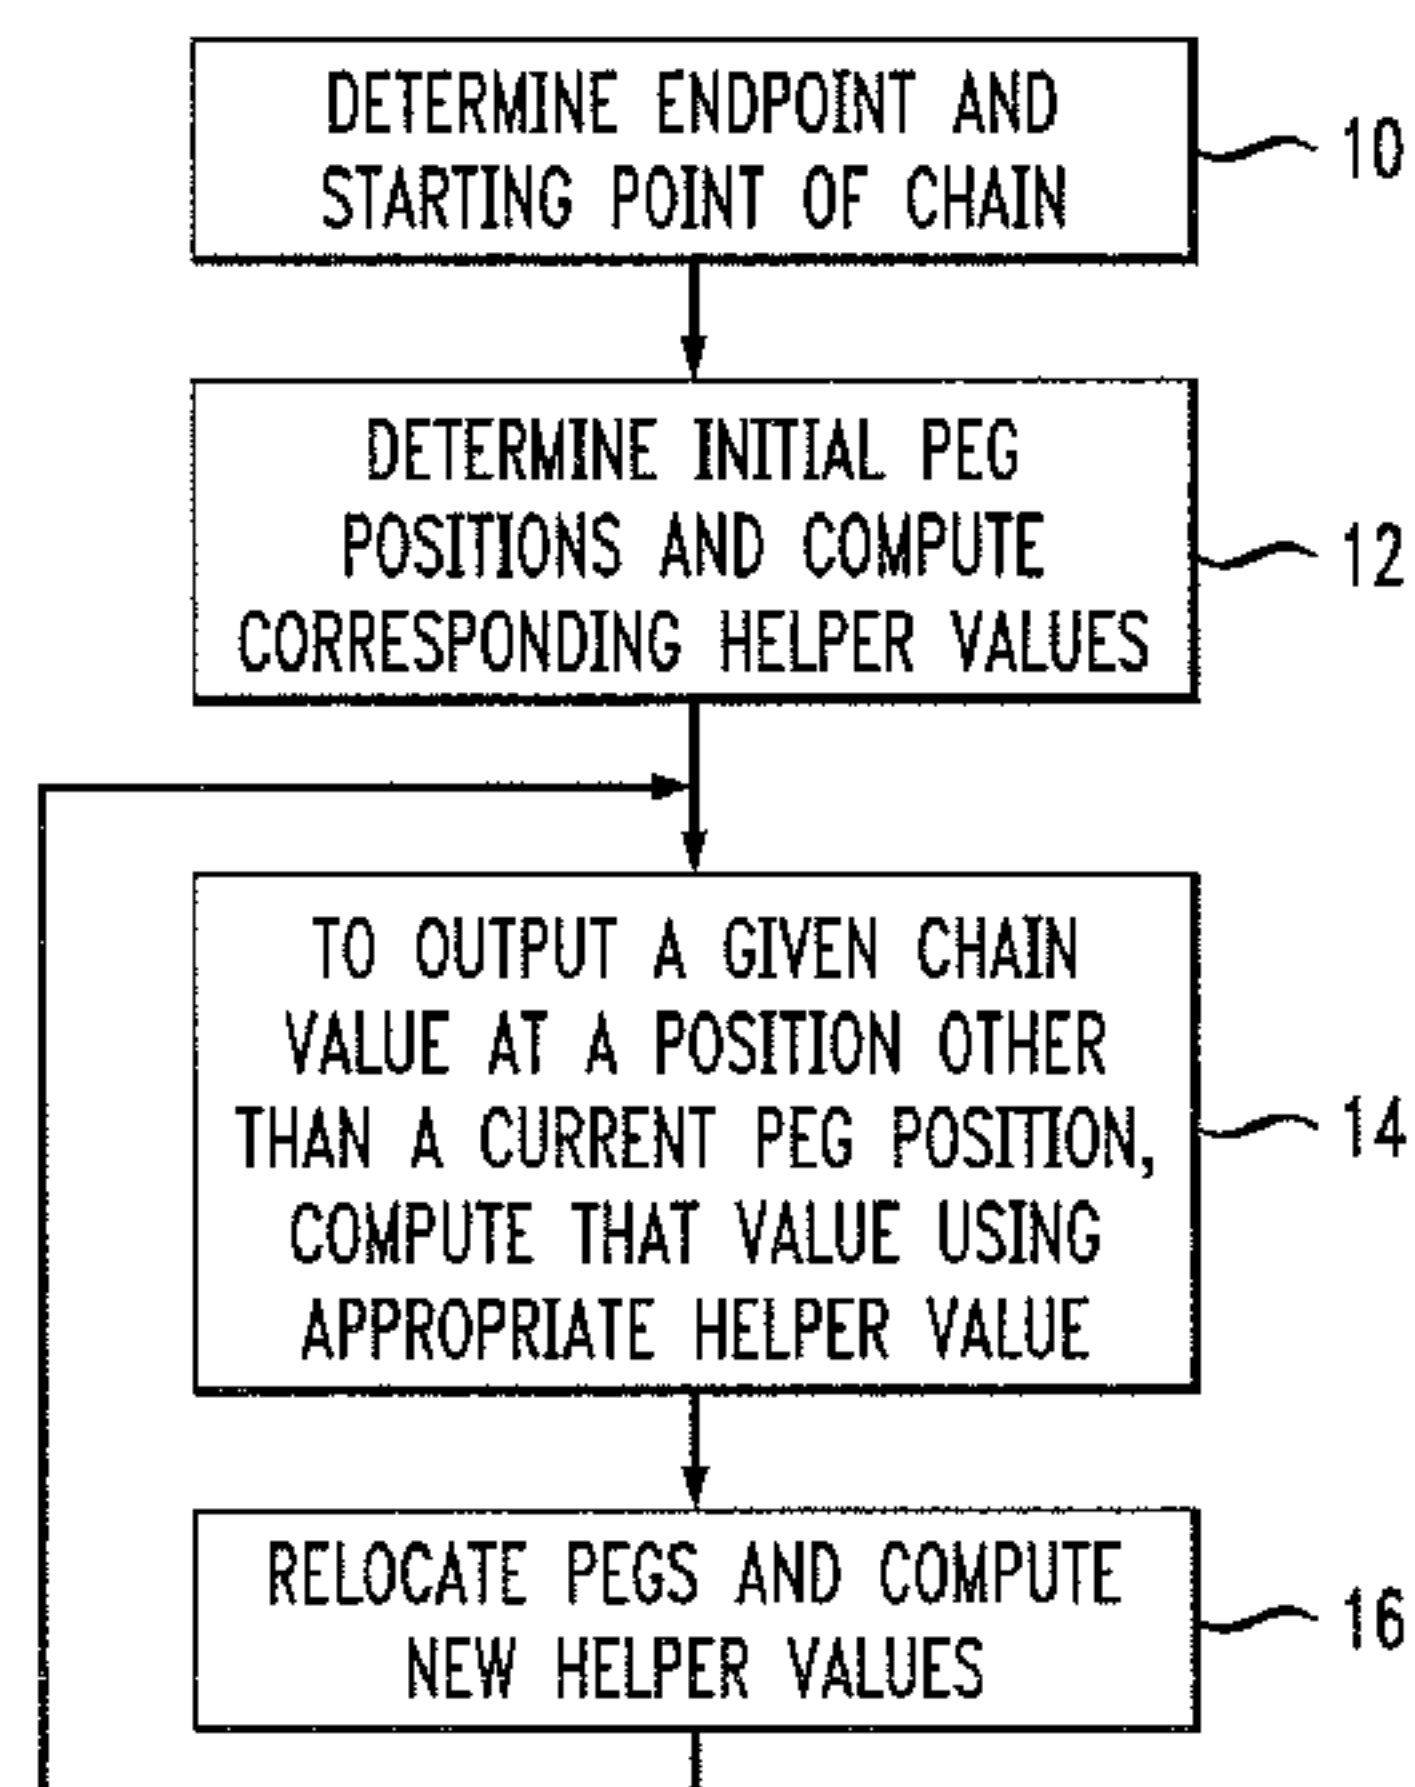 DETERMINE ENDPOINT AND
STARTING POINT OF CHAIN
10
DETERMINE INITIAL PEG
POSITIONS AND COMPUTE
CORRESPONDING HELPER VALUES
12
TO OUTPUT A GIVEN CHAIN
VALUE AT A POSITION OTHER
THAN A CURRENT PEG POSITION,
COMPUTE THAT VALUE USING
APPROPRIATE HELPER VALUE
14
RELOCATE PEGS AND COMPUTE
NEW HELPER VALUES
16